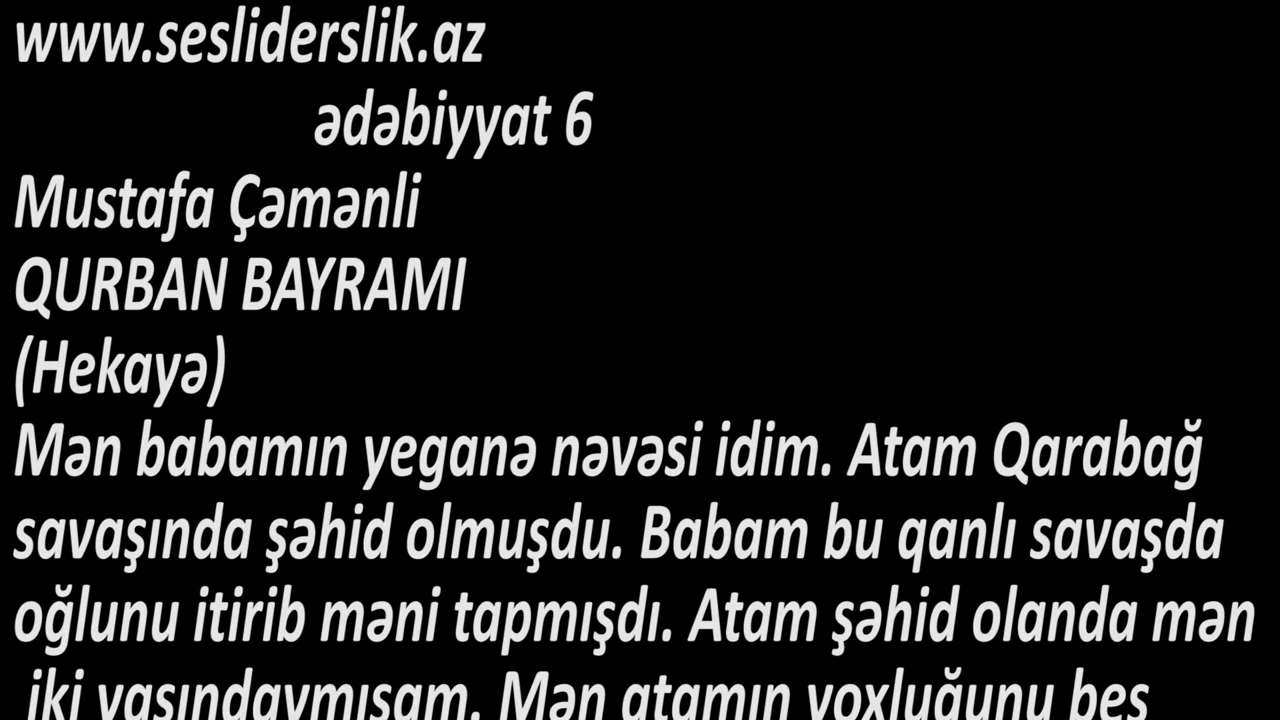 www.sesliderslik.az
ədəbiyyat 6
Mustafa Çəmənli
QURBAN BAYRAMI
(Hekayə)
Mən babamın yeganə nəvəsi idim. Atam Qarabağ
savaşında şəhid olmuşdu. Babam bu qanlı savaşda
oğlunu itirib məni tapmışdı. Atam şəhid olanda mən
iki yaşındaymışam. Mən atamın yoxluğunu beş